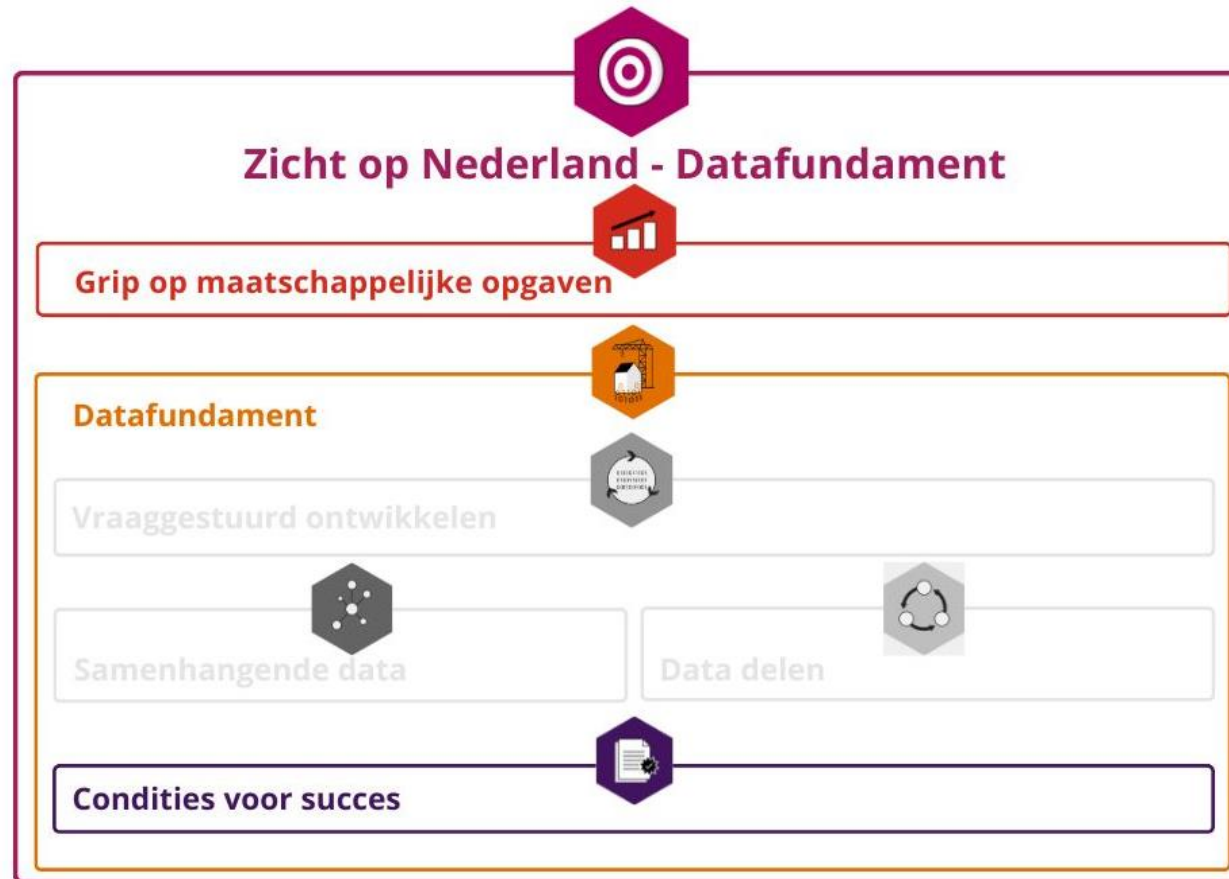 Zicht op Nederland - Datafundament
Grip op maatschappelijke opgaven
Datafundament
Vraaggestuurd ontwikkelen
Samenhangende data
Data delen
Condities voor succes